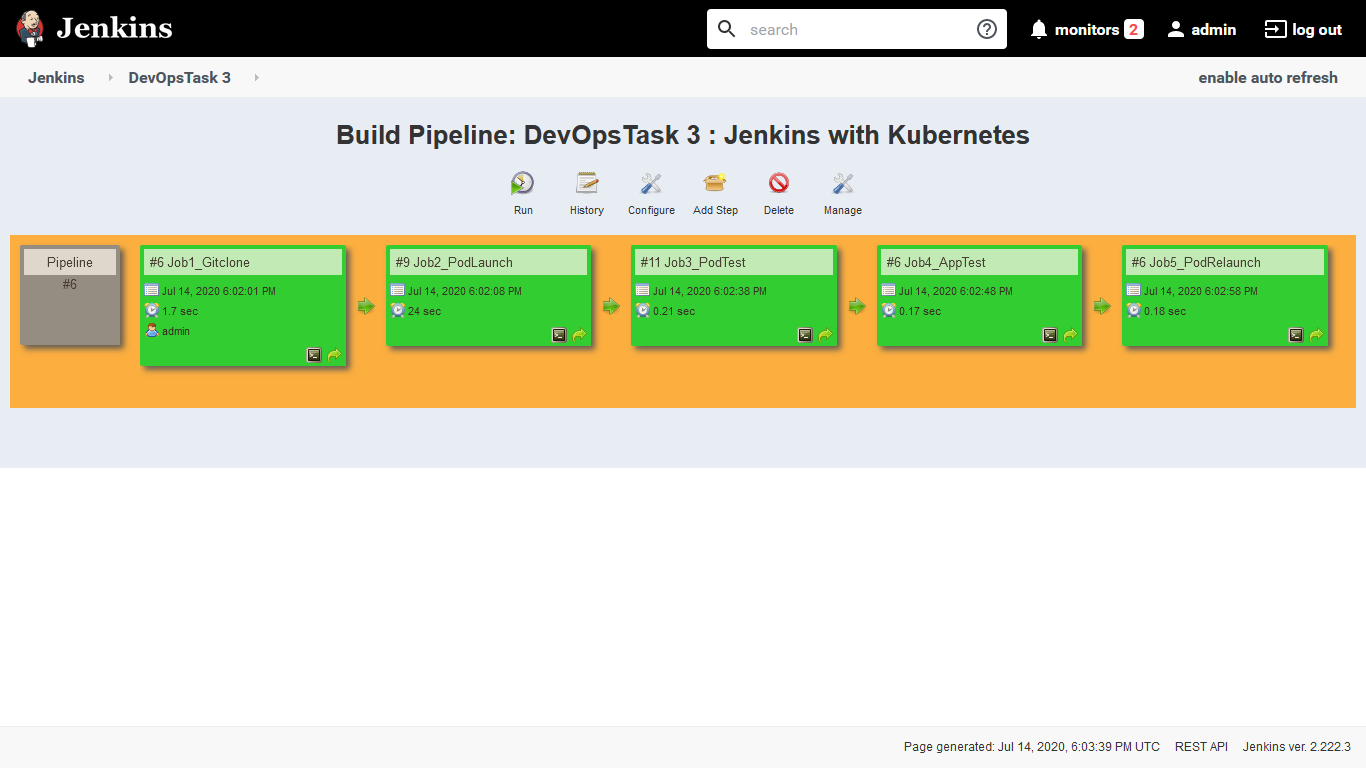 Jenkins
search
monitors 2
admin
log out
Jenkins
DevOpsTask 3
enable auto refresh
Build Pipeline: DevOpsTask 3 : Jenkins with Kubernetes
Run
History
Configure
Add Step
Delete
Manage
Pipeline
#6
#6 Job1_Gitclone
Jul 14, 2020 6:02:01 PM
1.7 sec
admin
#9 Job2_PodLaunch
Jul 14, 2020 6:02:08 PM
24 sec
#11 Job3_PodTest
Jul 14, 2020 6:02:38 PM
0.21 sec
#6 Job4_AppTest
Jul 14, 2020 6:02:48 PM
0.17 sec
#6 Job5_PodRelaunch
Jul 14, 2020 6:02:58 PM
0.18 sec
Page generated: Jul 14, 2020, 6:03:39 PM UTC
REST API
Jenkins ver. 2.222.3